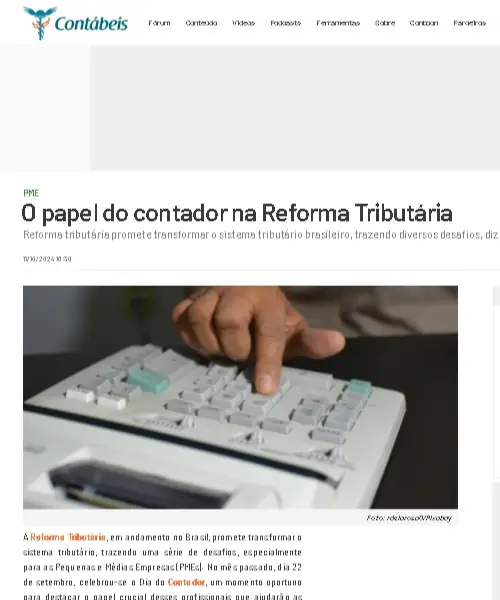 Contábeis
Fórum Conteúdo Vídeos Podcasts Ferramentas Sobre Contban Parceiros
PME
O papel do contador na Reforma Tributária
Reforma tributária promete transformar o sistema tributário brasileiro, trazendo diversos desafios, diz
11/10/2024 16:30
Foto: rdelarosa0/Pixabay
A Reforma Tributária, em andamento no Brasil, promete transformar o
sistema tributário, trazendo uma série de desafios, especialmente
para as Pequenas e Médias Empresas (PMEs). No mês passado, dia 22
de setembro, celebrou-se o Dia do Contador, um momento oportuno
para destacar o papel crucial desses profissionais que ajudarão as